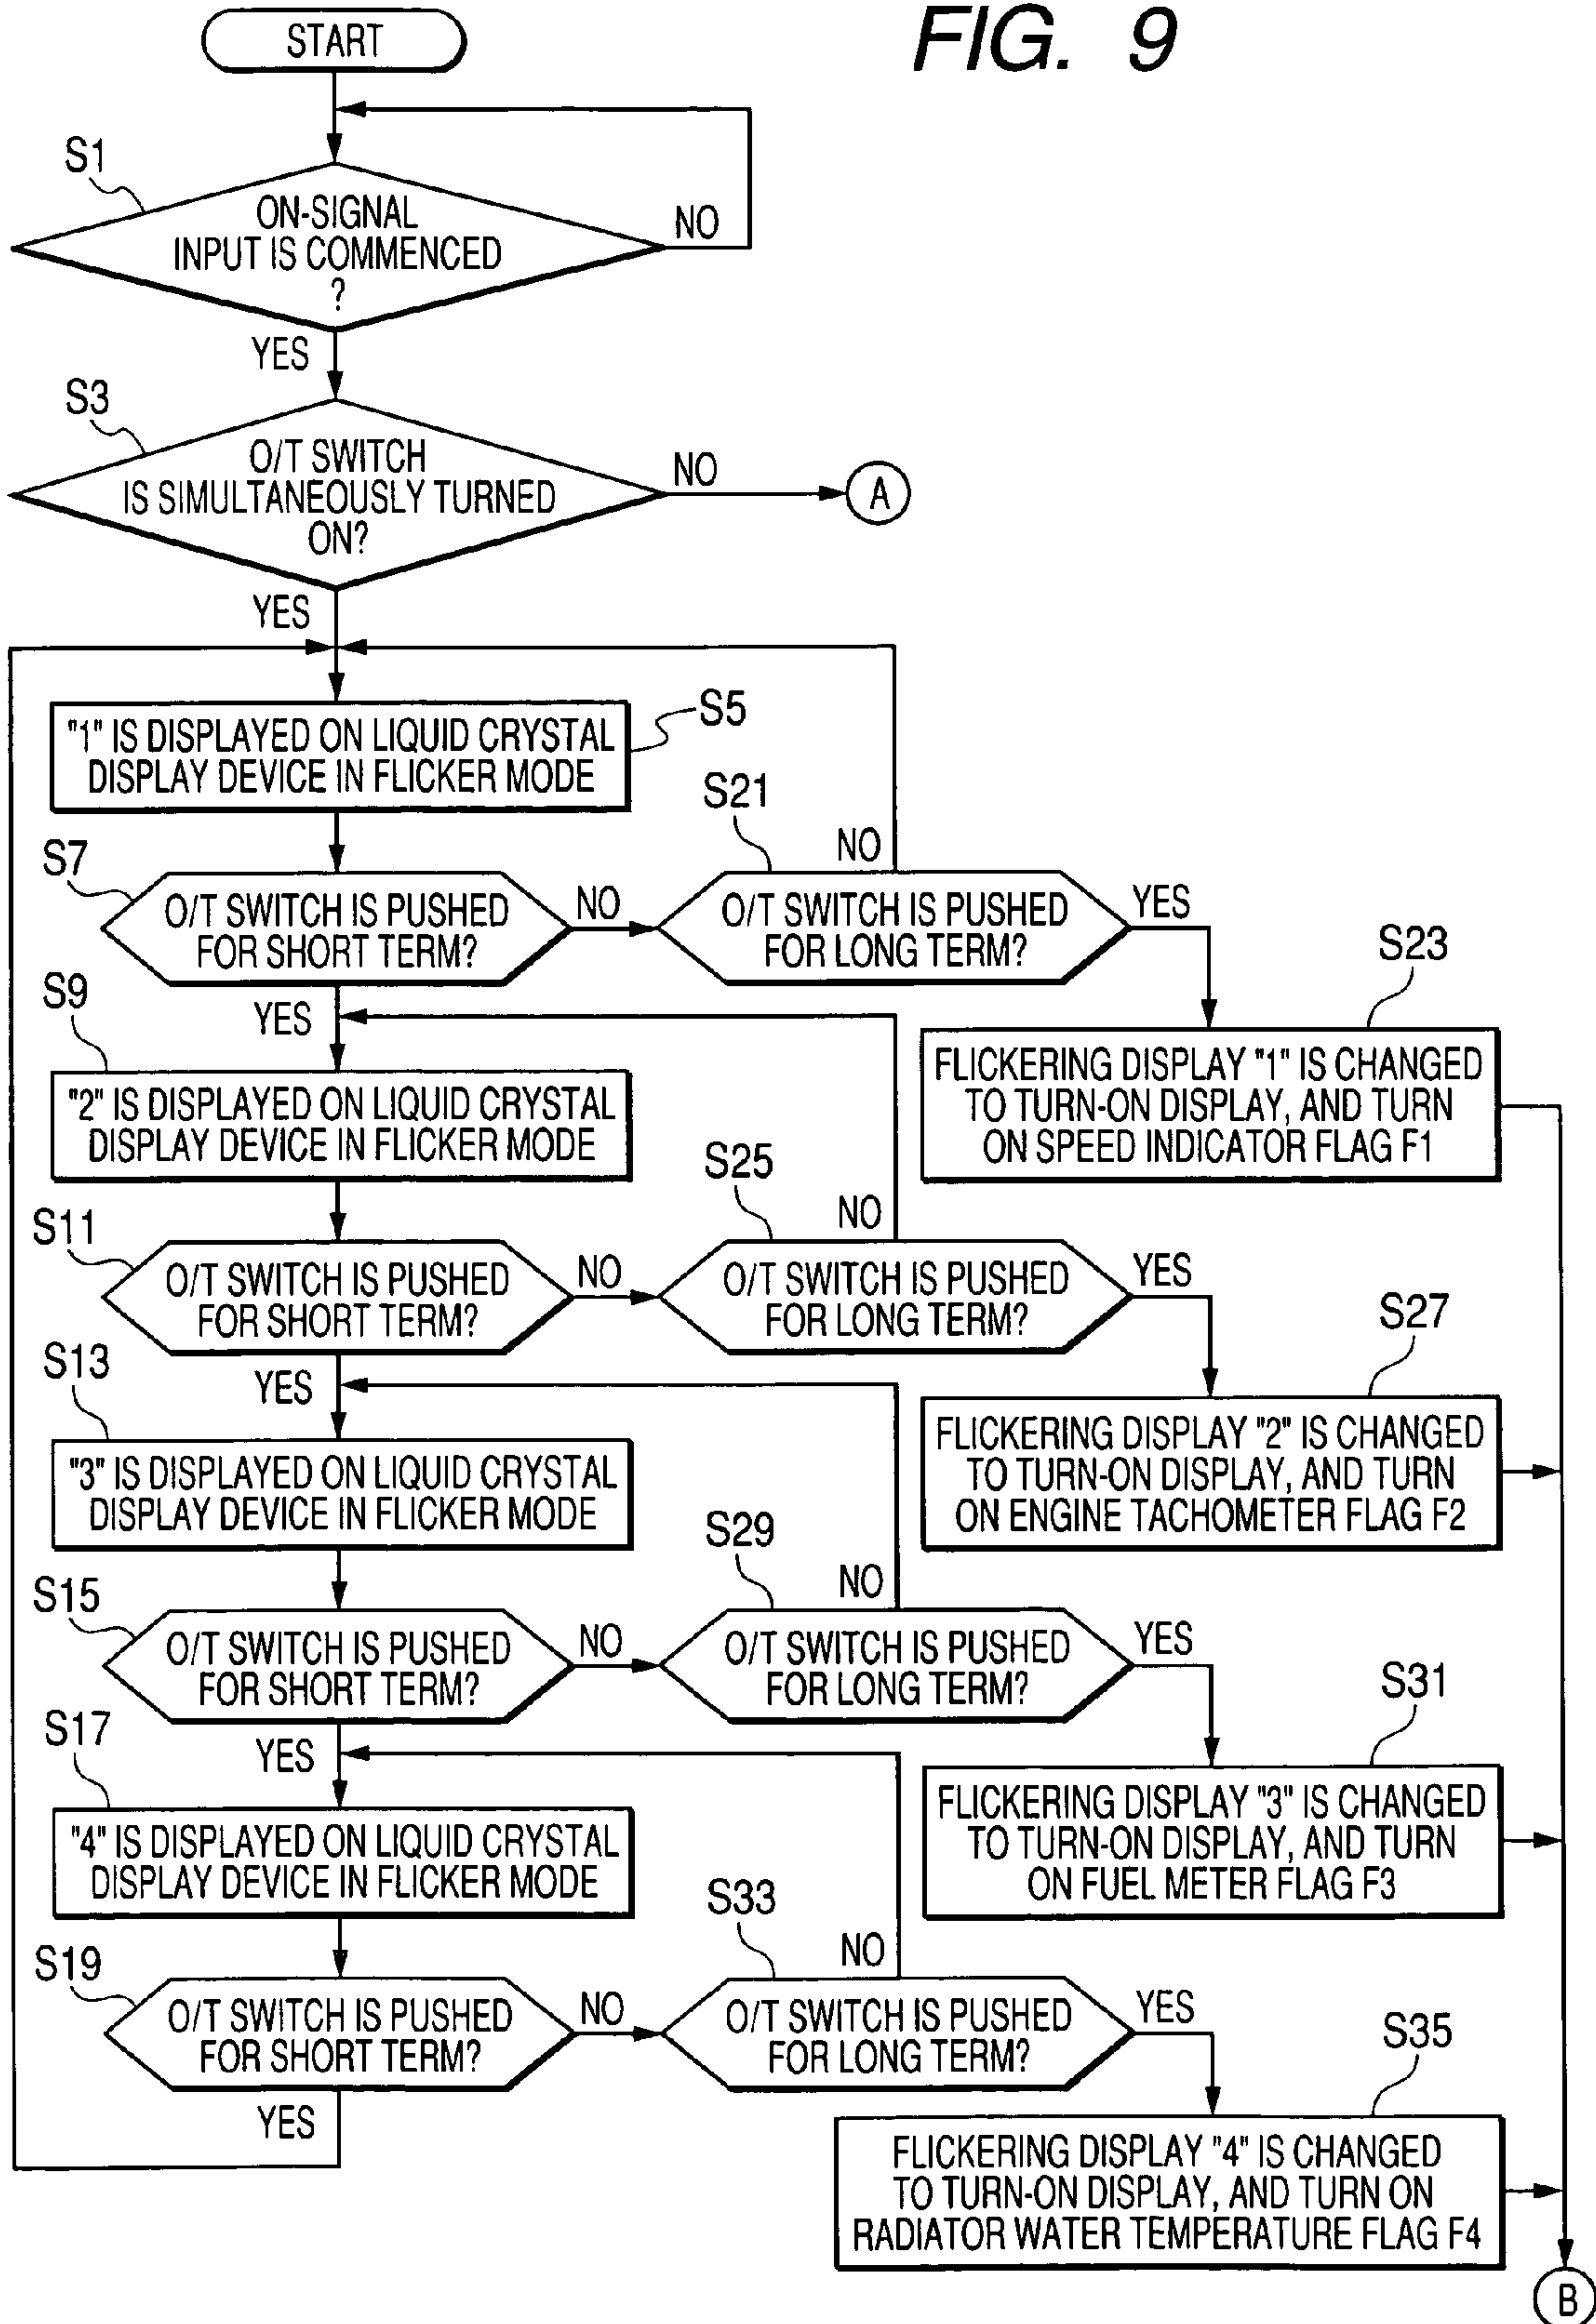 FIG. 9
START
S1
ON-SIGNAL
INPUT IS COMMENCED
?
NO
YES
S3
O/T SWITCH
IS SIMULTANEOUSLY TURNED
ON?
NO
A
YES
"1" IS DISPLAYED ON LIQUID CRYSTAL
DISPLAY DEVICE IN FLICKER MODE
S5
S7
O/T SWITCH IS PUSHED
FOR SHORT TERM?
NO
S21
NO
O/T SWITCH IS PUSHED
FOR LONG TERM?
YES
S23
FLICKERING DISPLAY "1" IS CHANGED
TO TURN-ON DISPLAY, AND TURN
ON SPEED INDICATOR FLAG F1
YES
S9
"2" IS DISPLAYED ON LIQUID CRYSTAL
DISPLAY DEVICE IN FLICKER MODE
S11
O/T SWITCH IS PUSHED
FOR SHORT TERM?
NO
S25
NO
O/T SWITCH IS PUSHED
FOR LONG TERM?
YES
S27
FLICKERING DISPLAY "2" IS CHANGED
TO TURN-ON DISPLAY, AND TURN
ON ENGINE TACHOMETER FLAG F2
YES
S13
"3" IS DISPLAYED ON LIQUID CRYSTAL
DISPLAY DEVICE IN FLICKER MODE
S15
O/T SWITCH IS PUSHED
FOR SHORT TERM?
NO
S29
NO
O/T SWITCH IS PUSHED
FOR LONG TERM?
YES
S31
FLICKERING DISPLAY "3" IS CHANGED
TO TURN-ON DISPLAY, AND TURN
ON FUEL METER FLAG F3
YES
S17
"4" IS DISPLAYED ON LIQUID CRYSTAL
DISPLAY DEVICE IN FLICKER MODE
S19
O/T SWITCH IS PUSHED
FOR SHORT TERM?
NO
S33
NO
O/T SWITCH IS PUSHED
FOR LONG TERM?
YES
S35
FLICKERING DISPLAY "4" IS CHANGED
TO TURN-ON DISPLAY, AND TURN ON
RADIATOR WATER TEMPERATURE FLAG F4
YES
B